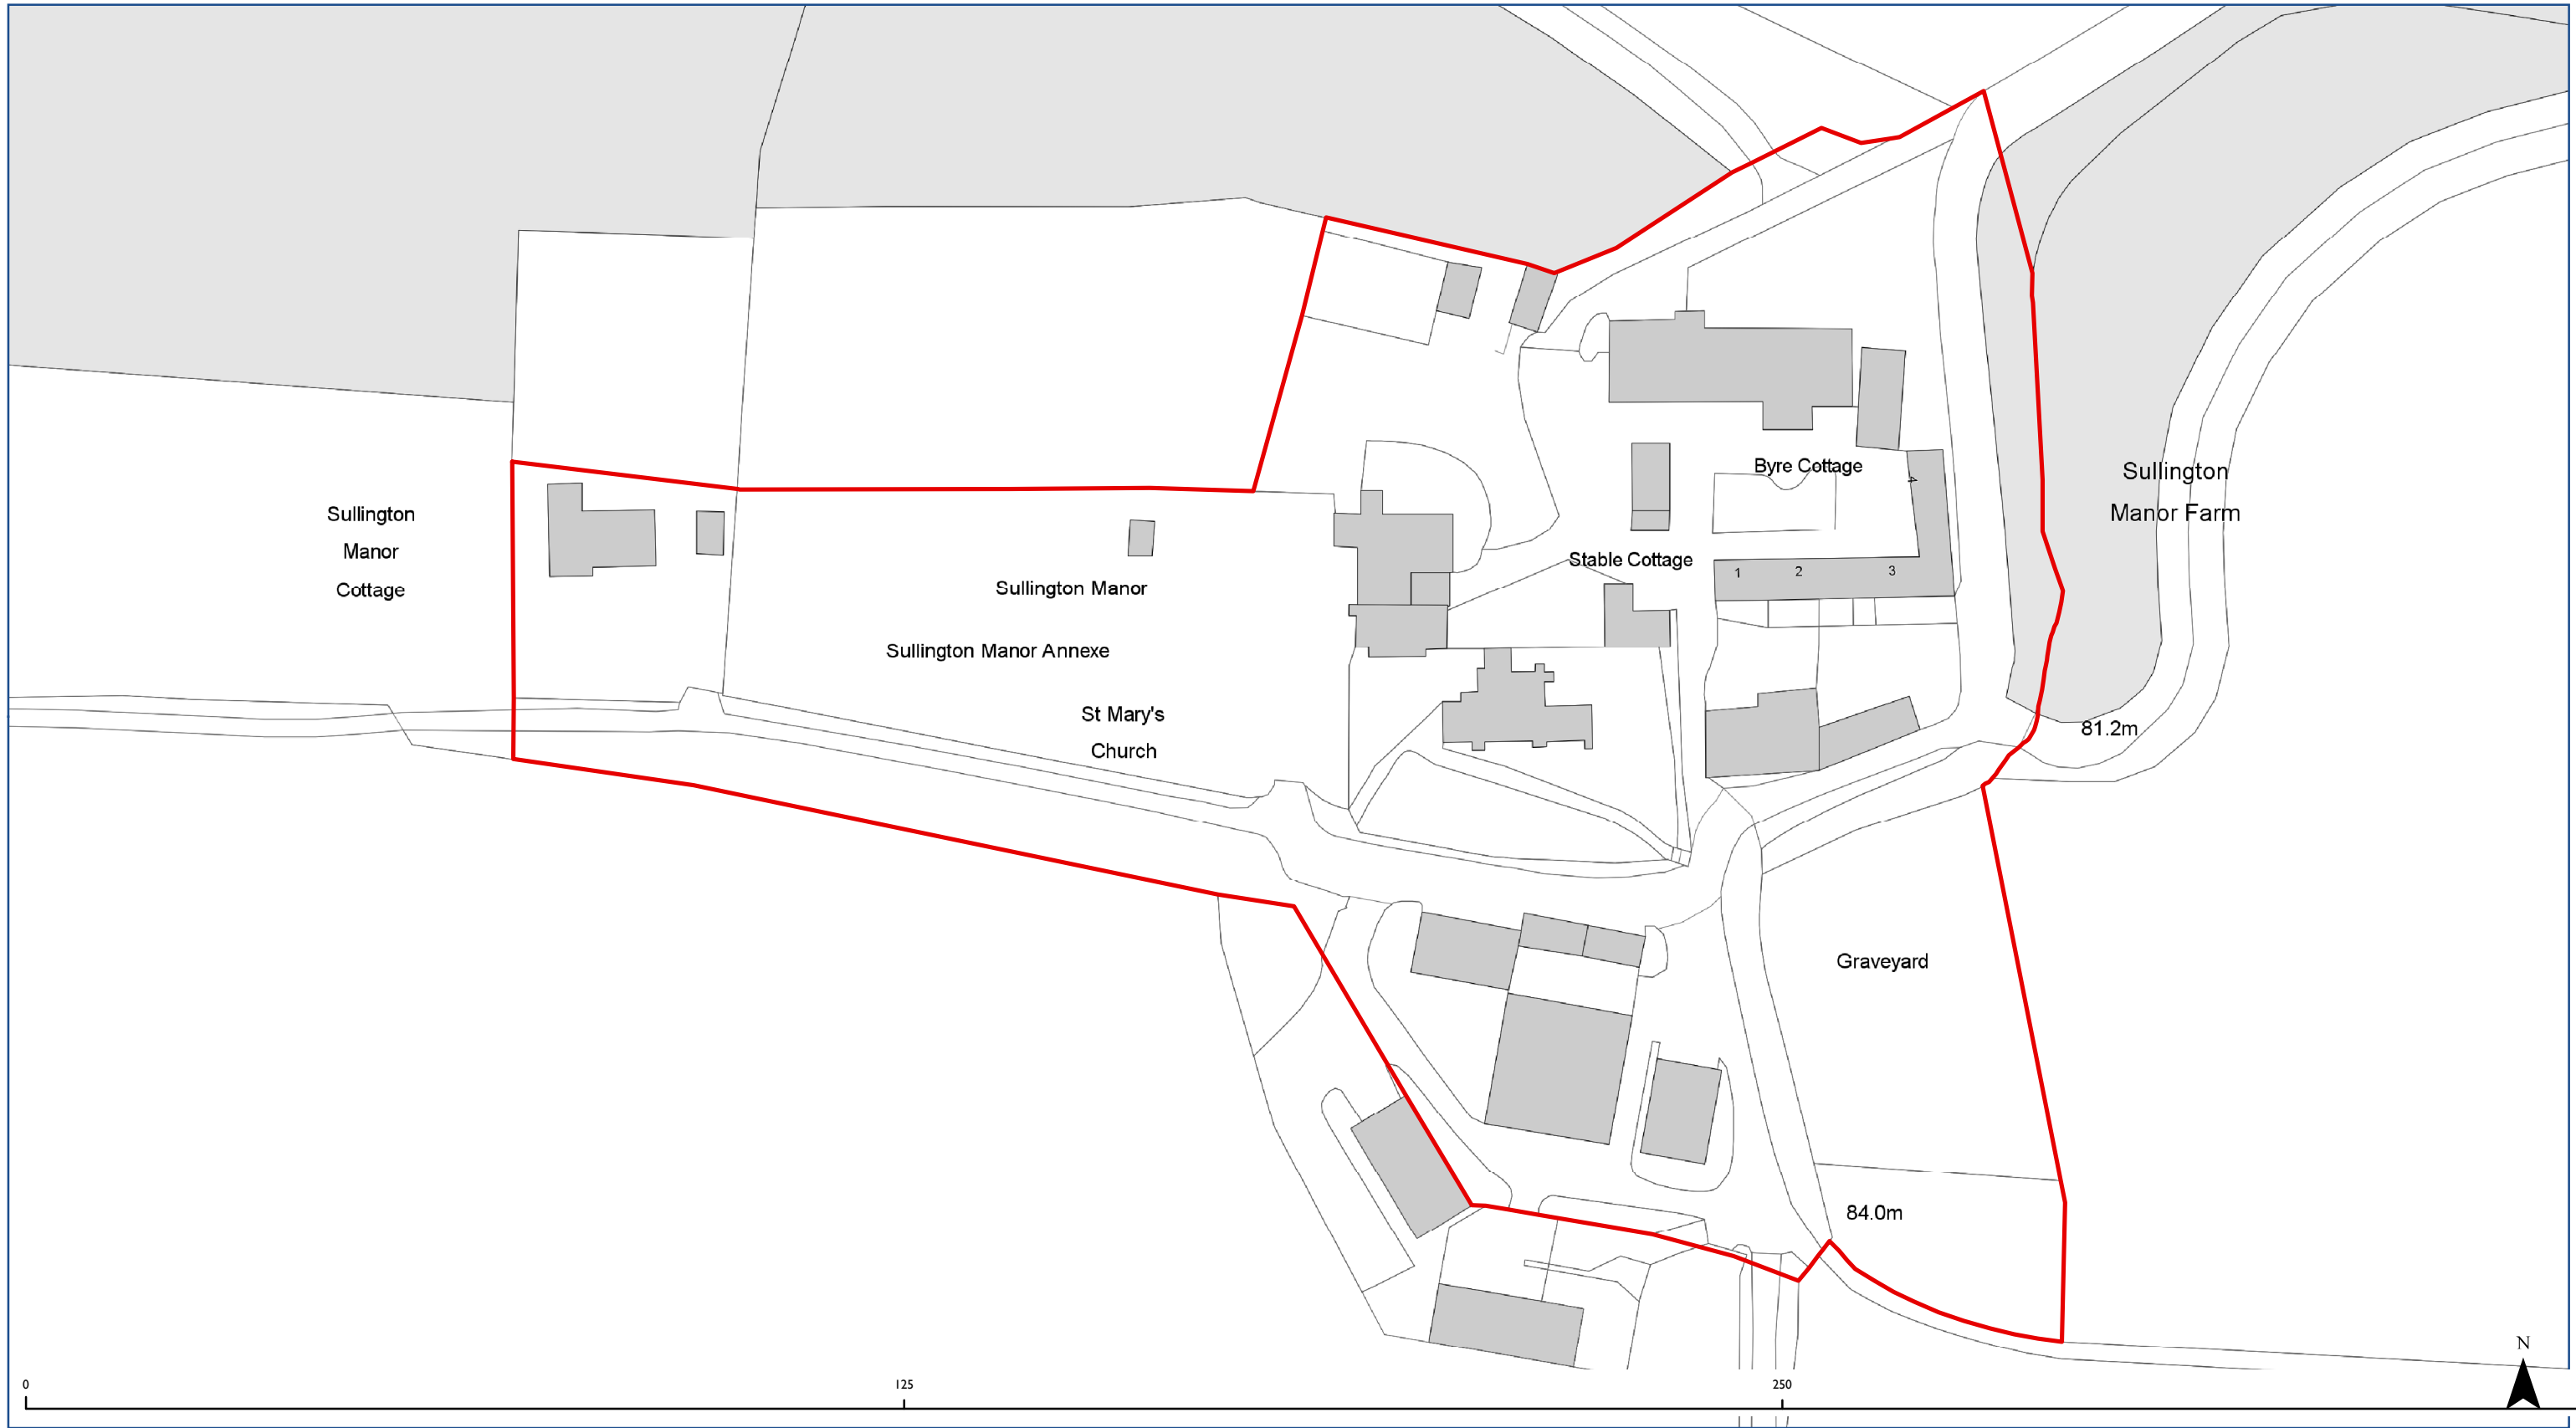 Byre Cottage
4
Sullington
Manor Farm
Sullington
Manor
Cottage
Stable Cottage
1
2
3
Sullington Manor
Sullington Manor Annexe
St Mary's
Church
81.2m
Graveyard
84.0m
N
0
125
250